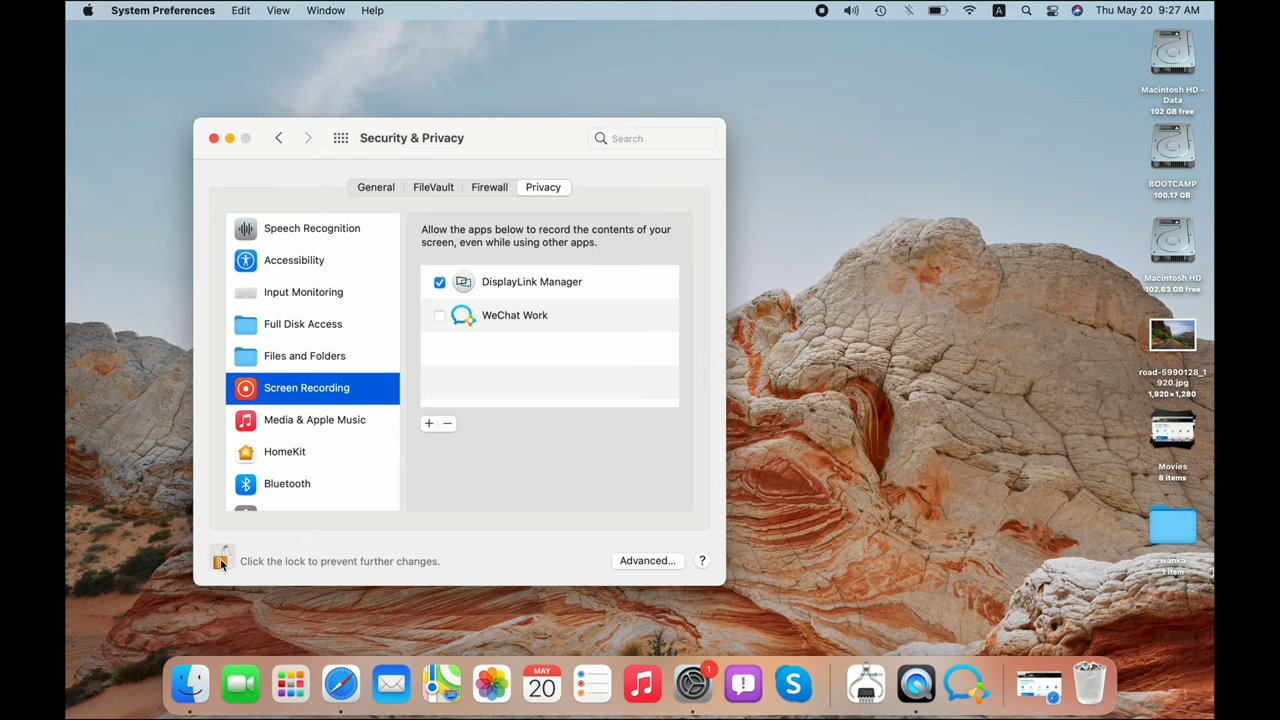 System Preferences Edit View Window Help
A Thu May 20 9:27 AM
Macintosh HD -
Data
102 GB free
BOOTCAMP
100.17 GB
Macintosh HD
102.63 GB free
road-5990128_1
920.jpg
1,920×1,280
Movies
8 items
wanka
1 item
Security & Privacy
Search
General FileVault Firewall Privacy
Speech Recognition
Accessibility
Input Monitoring
Full Disk Access
Files and Folders
Screen Recording
Media & Apple Music
HomeKit
Bluetooth
Allow the apps below to record the contents of your
screen, even while using other apps.
DisplayLink Manager
WeChat Work
+ −
Click the lock to prevent further changes.
Advanced... ?
MAY
20
1
S